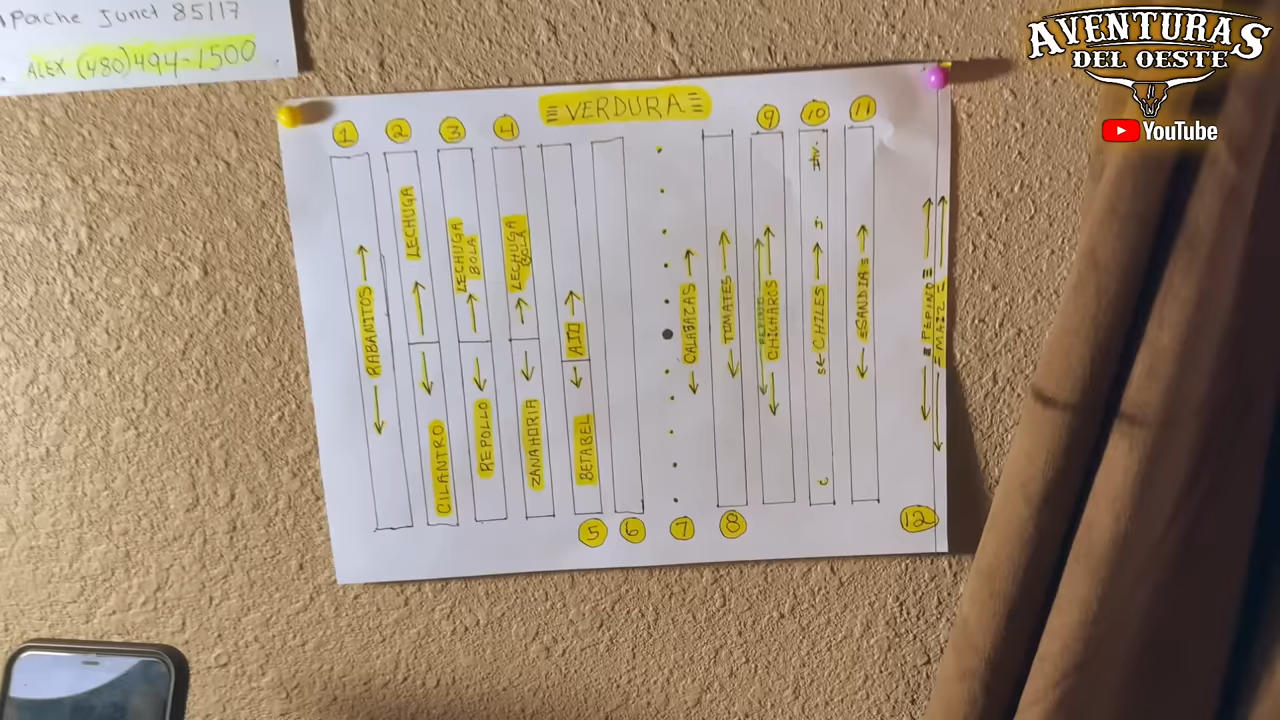 Apache Junct 85117
ALEX (480)494-1500
AVENTURAS
DEL OESTE
YouTube
≡ VERDURA ≡
1
2
3
4
9
10
11
RABANITOS
LECHUGA
CILANTRO
LECHUGA
BOLA
REPOLLO
LECHUGA
BOLA
ZANAHORIA
AJO
BETABEL
CALABAZAS
TOMATES
PEPINO
CHICHAROS
S CHILES J.
C
≡SANDIA≡
≡ PEPINO ≡
≡ MAIZ ≡
5
6
7
8
12